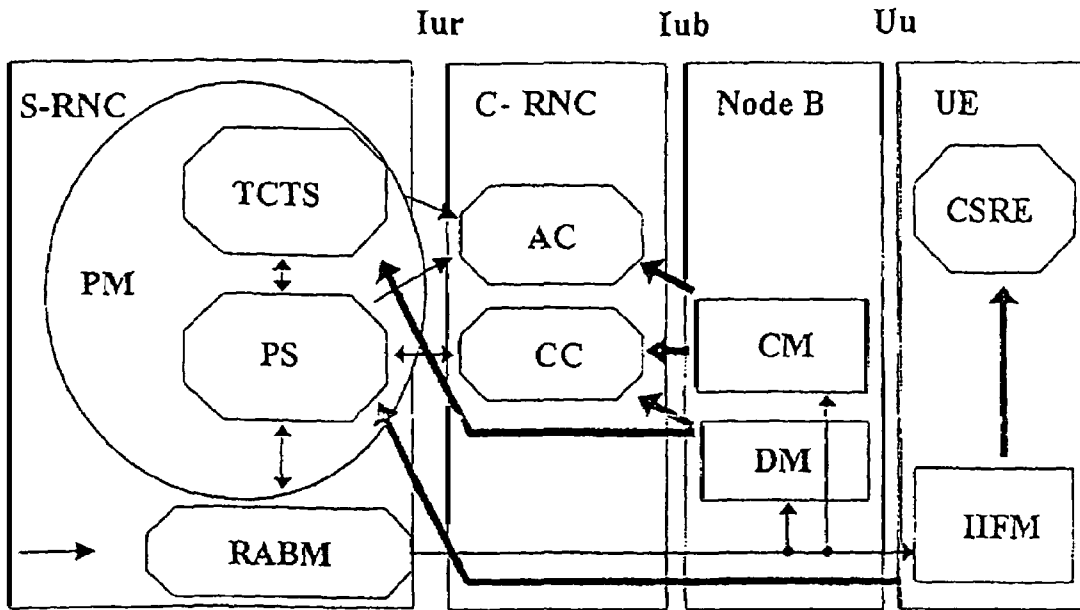 Iur Iub Uu
S-RNC C- RNC Node B UE
TCTS
AC
CSRE
PM
PS
CC
CM
DM
RABM
IIFM